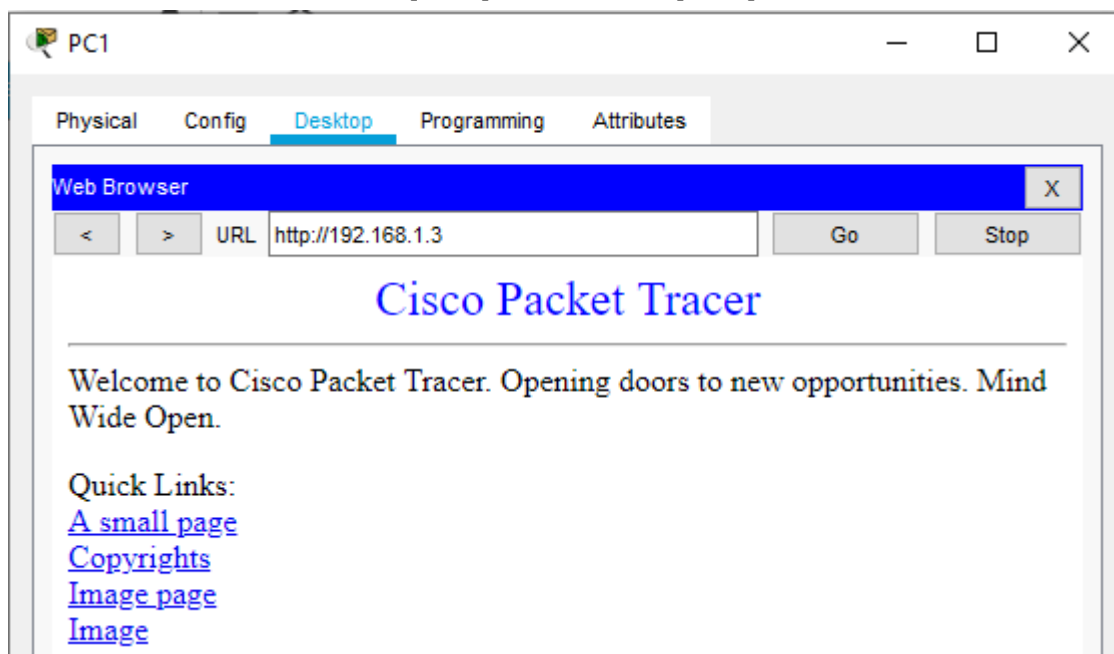 PC1
Physical Config Desktop Programming Attributes
Web Browser X
< > URL http://192.168.1.3 Go Stop
Cisco Packet Tracer
Welcome to Cisco Packet Tracer. Opening doors to new opportunities. Mind
Wide Open.
Quick Links:
A small page
Copyrights
Image page
Image